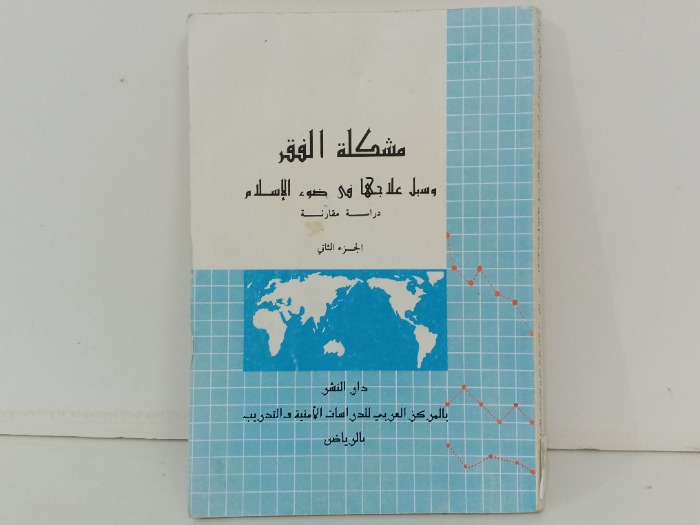 مشكلة الفقر
وسبل علاجها في ضوء الإسلام
دراسة مقارنة
الجزء الثاني
دار النشر
بالمركز العربي للدراسات الأمنية والتدريب
بالرياض